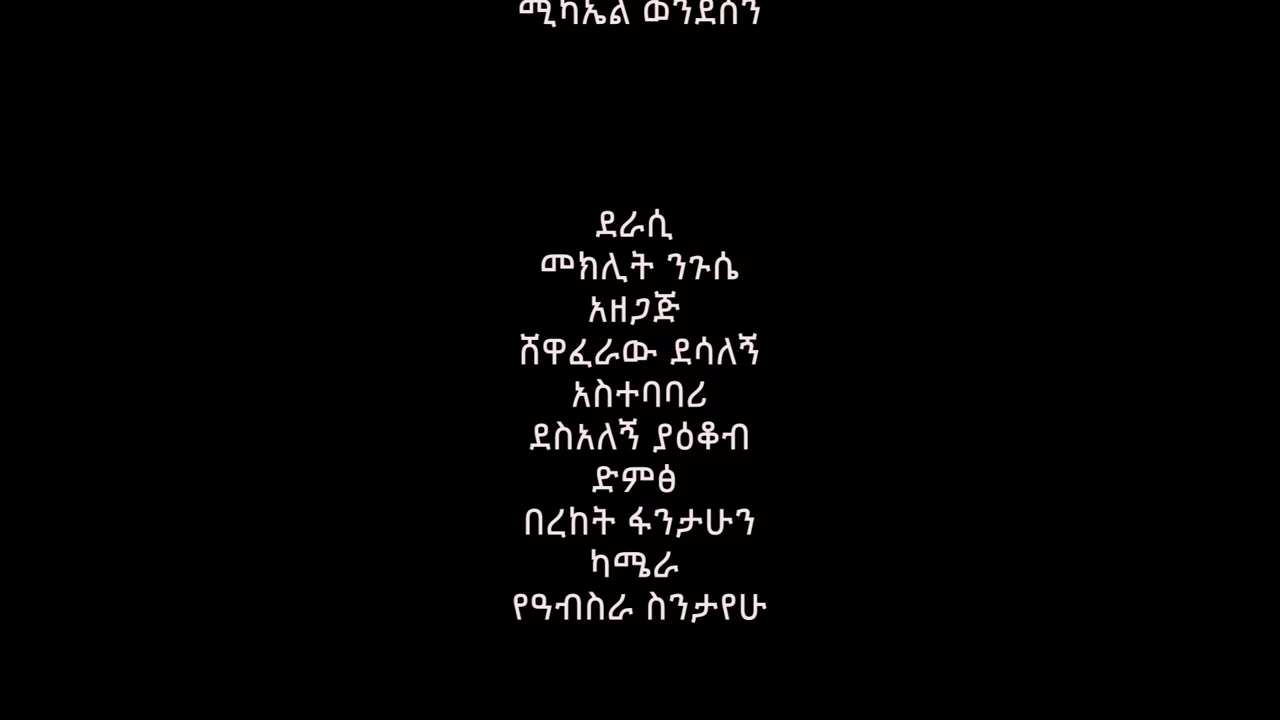 ሚካኤል ወንደሰን
ደራሲ
መክሊት ንጉሴ
አዘጋጅ
ሸዋፈራው ደሳለኝ
አስተባባሪ
ደስአለኝ ያዕቆብ
ድምፅ
በረከት ፋንታሁን
ካሜራ
የዓብስራ ስንታየሁ